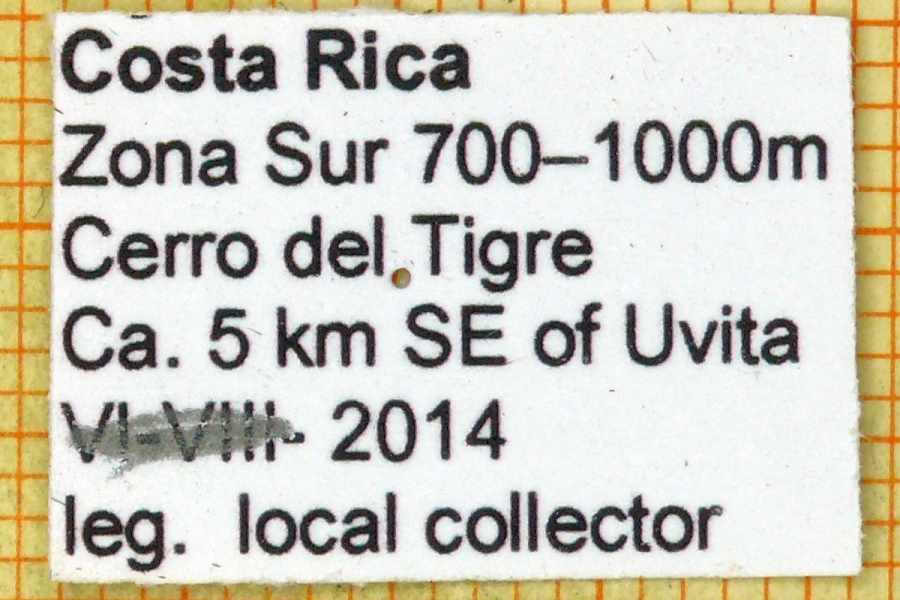 Costa Rica
Zona Sur 700–1000m
Cerro del Tigre
Ca. 5 km SE of Uvita
VI-VIII- 2014
leg. local collector